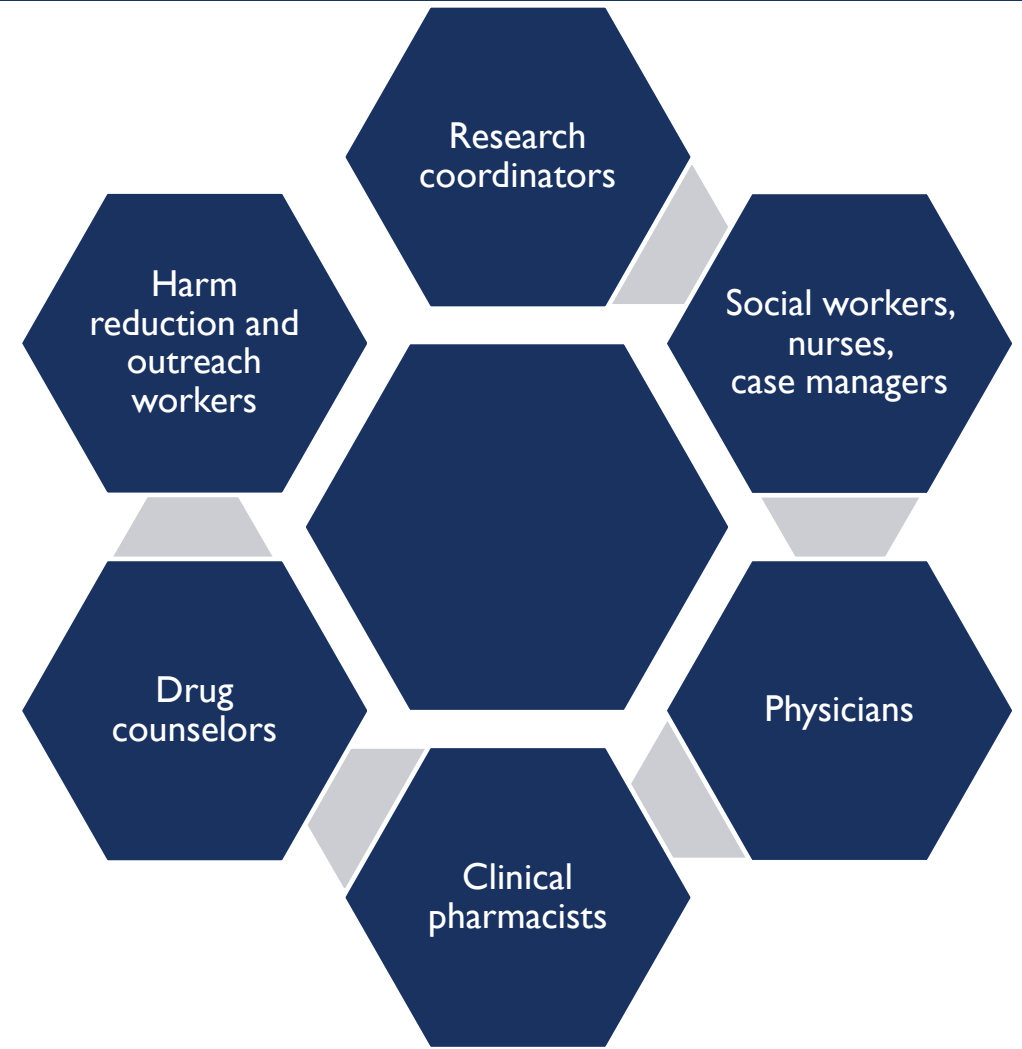 Research
coordinators
Social workers,
nurses,
case managers
Physicians
Clinical
pharmacists
Drug
counselors
Harm
reduction and
outreach
workers